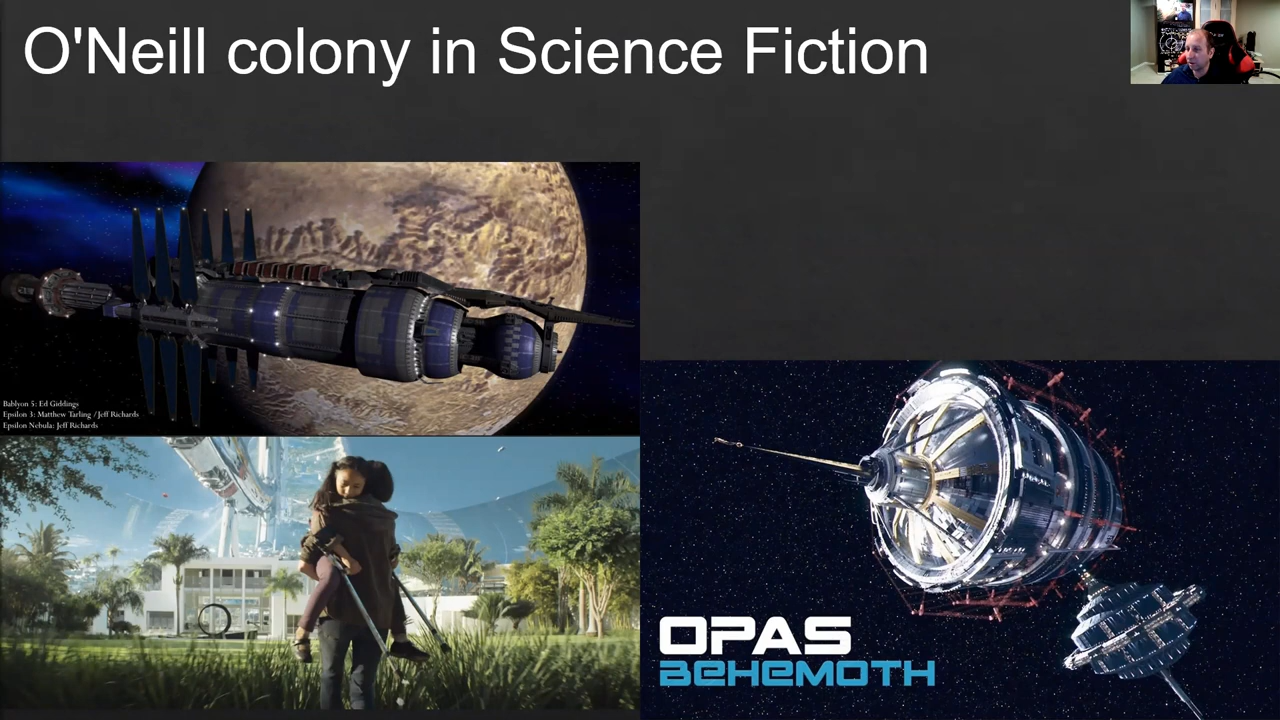 O'Neill colony in Science Fiction
Bablyon 5: Ed Giddings
Epsilon 3: Matthew Tarling / Jeff Richards
Epsilon Nebula: Jeff Richards
OPAS
BEHEMOTH